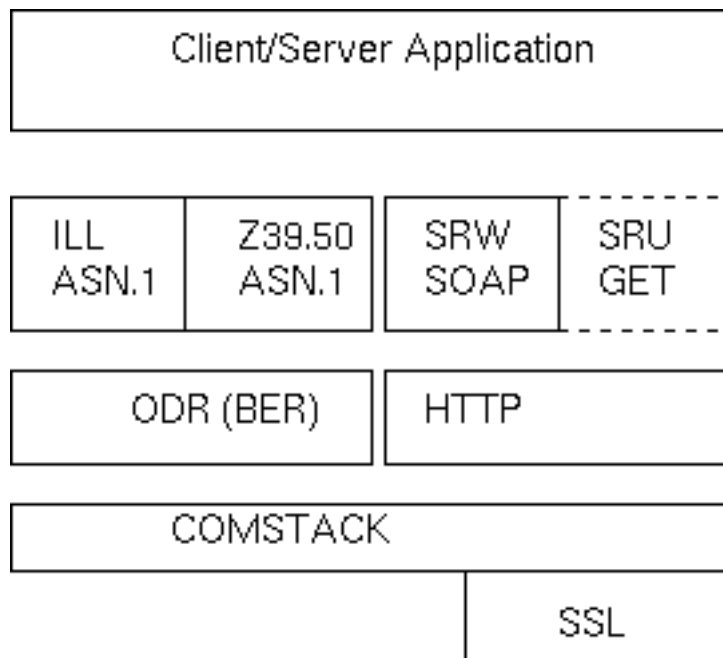 Client/Server Application
ILL
ASN.1
Z39.50
ASN.1
SRW
SOAP
SRU
GET
ODR (BER)
HTTP
COMSTACK
SSL